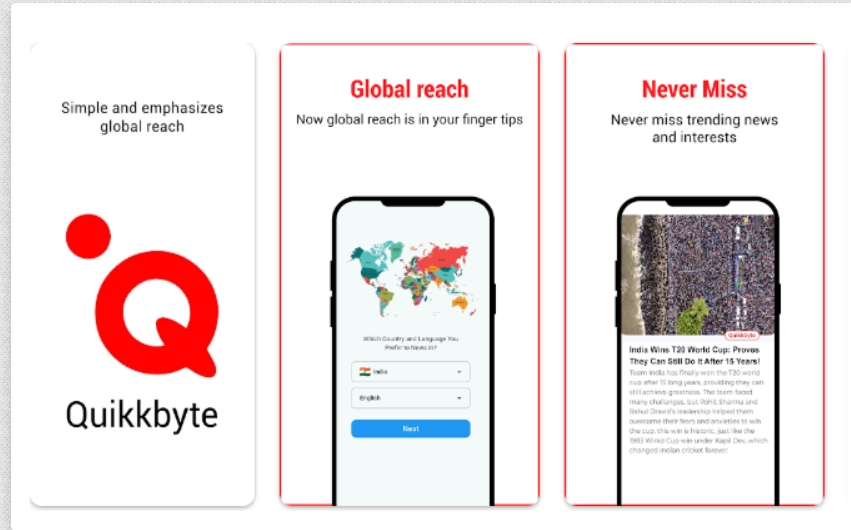 Simple and emphasizes
global reach
Quikkbyte
Global reach
Now global reach is in your finger tips
Which Country and Language You
Prefer to News In?
India
English
Next
Never Miss
Never miss trending news
and interests
Quikkbyte
India Wins T20 World Cup: Proves
They Can Still Do It After 15 Years!
Team India has finally won the T20 world
cup after 15 long years, providing they can
still achieve greatness. The team faced
many challenges, but Rohit Sharma and
Rahul Dravid's leadership helped them
overcome their fears and anxieties to win
the cup. this win is historic, just like the
1983 World Cup win under Kapil Dev, which
changed Indian cricket forever.